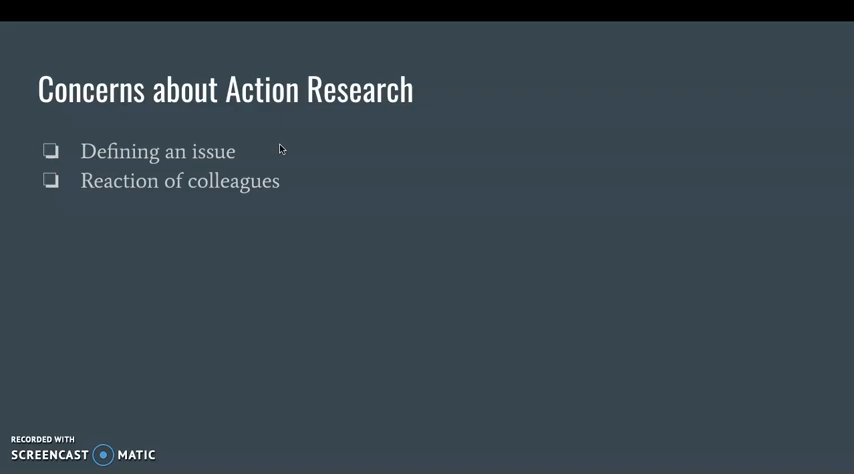 Concerns about Action Research
Defining an issue
Reaction of colleagues
RECORDED WITH
SCREENCAST MATIC